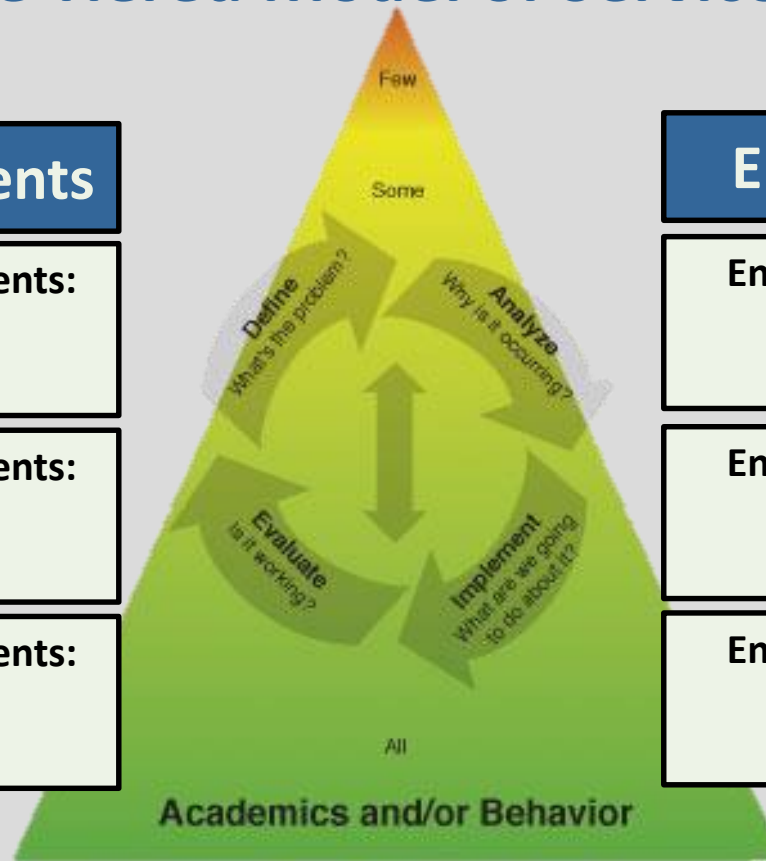 Few
Some
ents
ents:
ents:
ents:
Define
What's the problem?
Analyze
Why is it occurring?
Evaluate
Is it working?
Implement
What are we going
to do about it?
E
En
En
En
All
Academics and/or Behavior